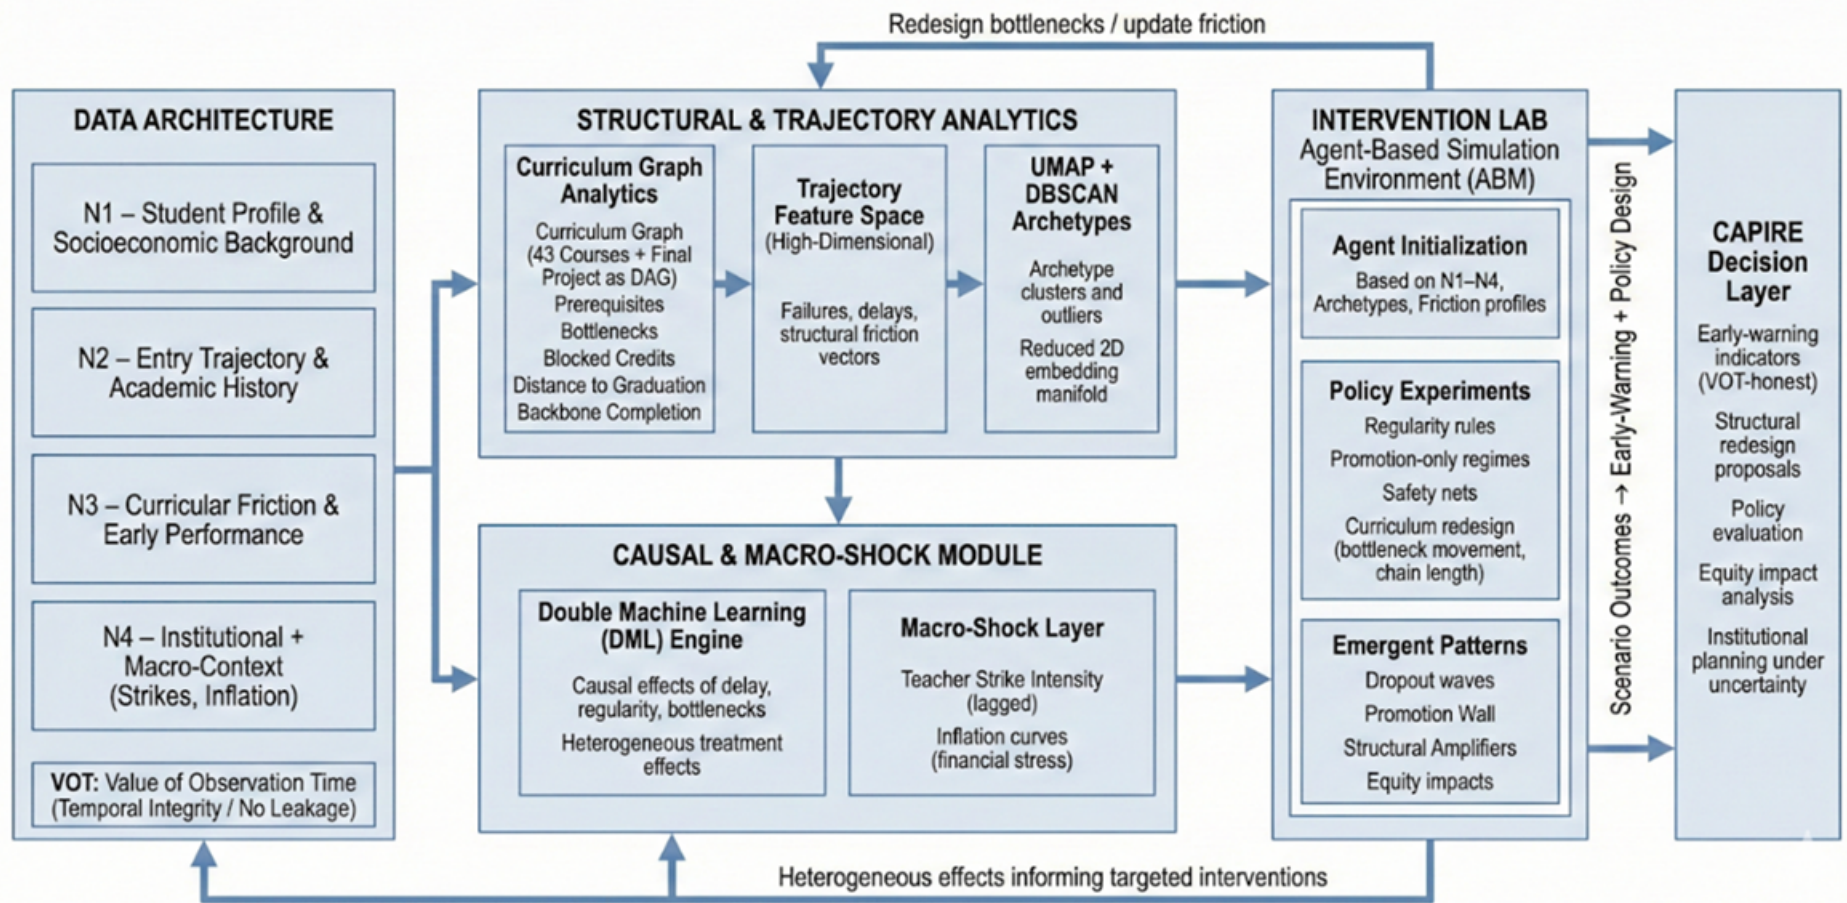 Redesign bottlenecks / update friction
DATA ARCHITECTURE
N1 – Student Profile &
Socioeconomic Background
N2 – Entry Trajectory &
Academic History
N3 – Curricular Friction &
Early Performance
N4 – Institutional +
Macro-Context
(Strikes, Inflation)
VOT: Value of Observation Time
(Temporal Integrity / No Leakage)
STRUCTURAL & TRAJECTORY ANALYTICS
Curriculum Graph
Analytics
Curriculum Graph
(43 Courses + Final
Project as DAG)
Prerequisites
Bottlenecks
Blocked Credits
Distance to Graduation
Backbone Completion
Trajectory
Feature Space
(High-Dimensional)
Failures, delays,
structural friction
vectors
UMAP +
DBSCAN
Archetypes
Archetype
clusters and
outliers
Reduced 2D
embedding
manifold
CAUSAL & MACRO-SHOCK MODULE
Double Machine Learning
(DML) Engine
Causal effects of delay,
regularity, bottlenecks
Heterogeneous treatment
effects
Macro-Shock Layer
Teacher Strike Intensity
(lagged)
Inflation curves
(financial stress)
INTERVENTION LAB
Agent-Based Simulation
Environment (ABM)
Agent Initialization
Based on N1–N4,
Archetypes, Friction profiles
Policy Experiments
Regularity rules
Promotion-only regimes
Safety nets
Curriculum redesign
(bottleneck movement,
chain length)
Emergent Patterns
Dropout waves
Promotion Wall
Structural Amplifiers
Equity impacts
Scenario Outcomes → Early-Warning + Policy Design
CAPIRE
Decision
Layer
Early-warning
indicators
(VOT-honest)
Structural
redesign
proposals
Policy
evaluation
Equity impact
analysis
Institutional
planning under
uncertainty
Heterogeneous effects informing targeted interventions